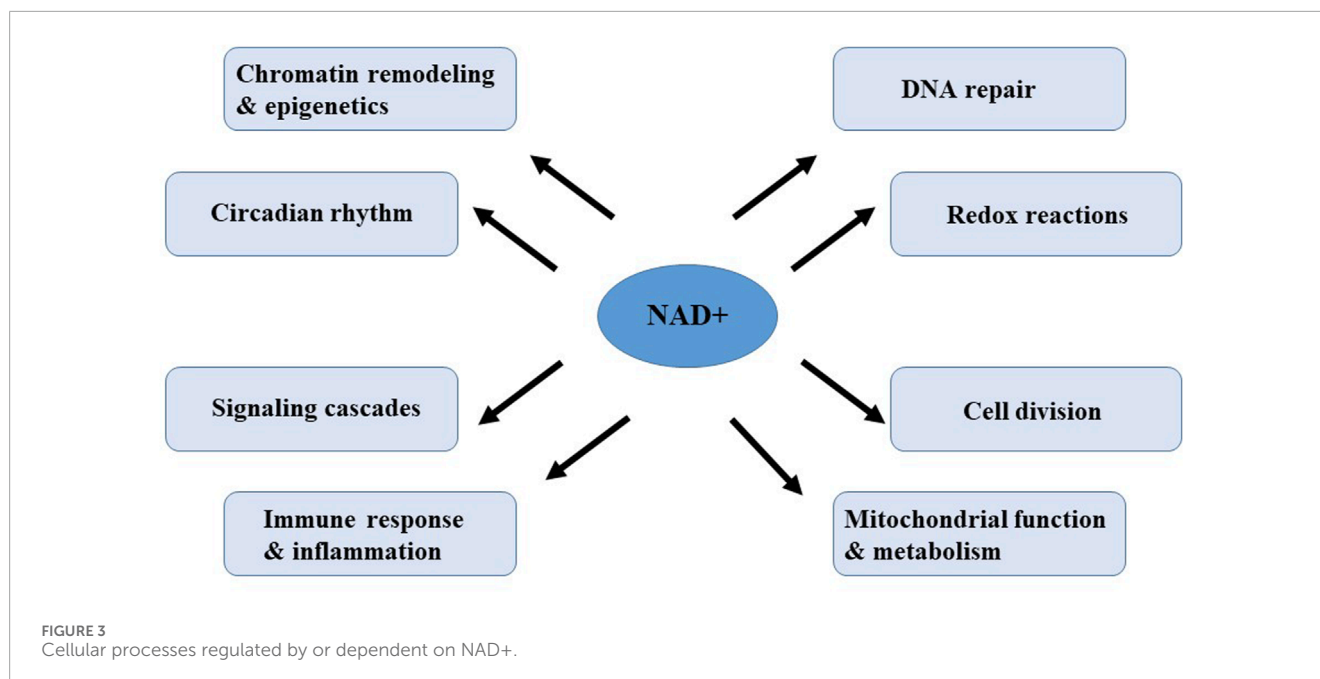 Chromatin remodeling
& epigenetics
DNA repair
Circadian rhythm
Redox reactions
NAD+
Signaling cascades
Cell division
Immune response
& inflammation
Mitochondrial function
& metabolism
FIGURE 3
Cellular processes regulated by or dependent on NAD+.